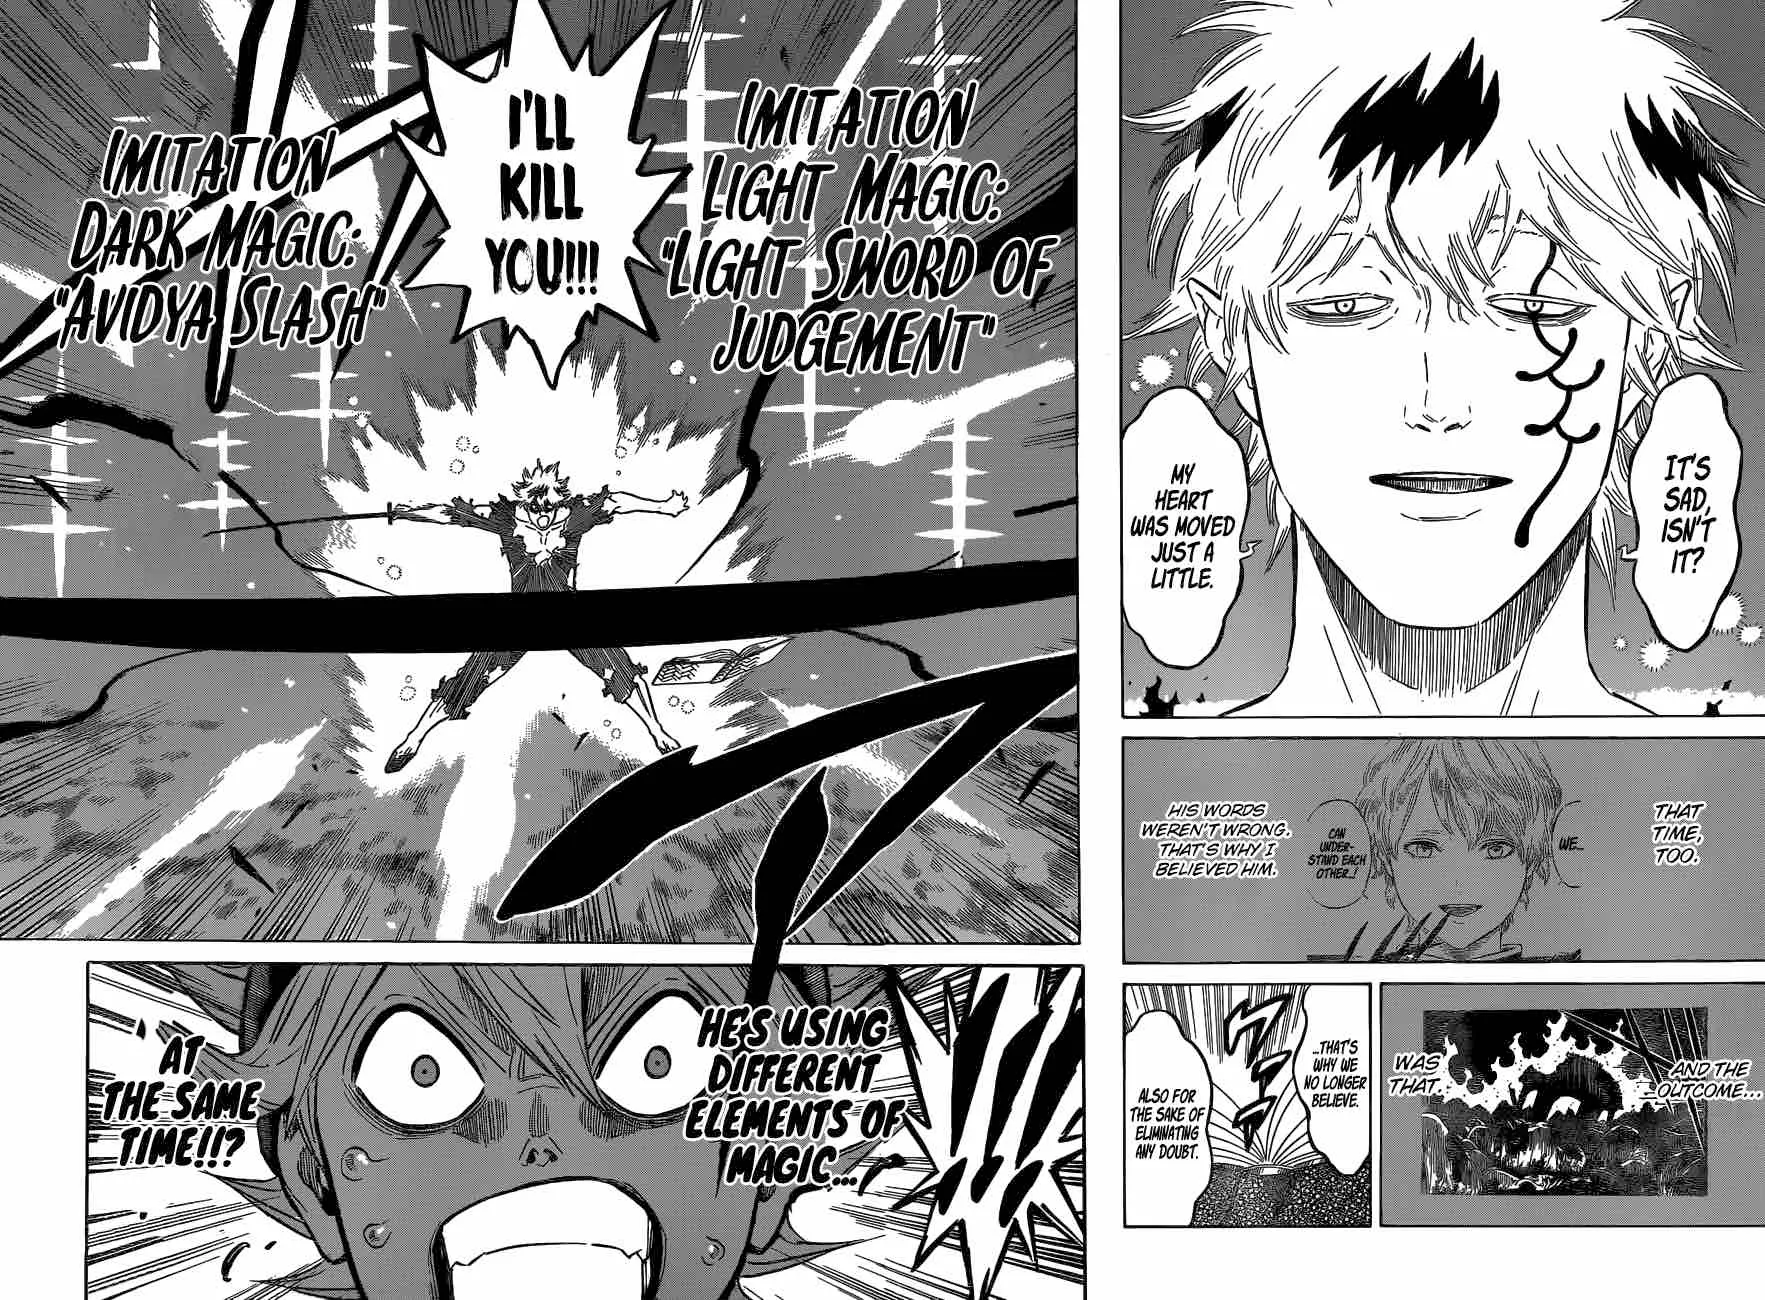 IT'S
SAD,
ISN'T
IT?
MY
HEART
WAS MOVED
JUST A
LITTLE.
THAT
TIME,
TOO.
WE...
CAN
UNDER-
STAND EACH
OTHER...!
HIS WORDS
WEREN'T WRONG.
THAT'S WHY I
BELIEVED HIM.
AND THE
OUTCOME...
WAS
THAT.
...THAT'S
WHY WE
NO LONGER
BELIEVE.
ALSO FOR
THE SAKE OF
ELIMINATING
ANY DOUBT.
IMITATION
LIGHT MAGIC:
"LIGHT SWORD OF
JUDGEMENT"
I'LL
KILL
YOU!!!
IMITATION
DARK MAGIC:
"AVIDYA SLASH"
HE'S USING
DIFFERENT
ELEMENTS OF
MAGIC...
AT
THE SAME
TIME!!?